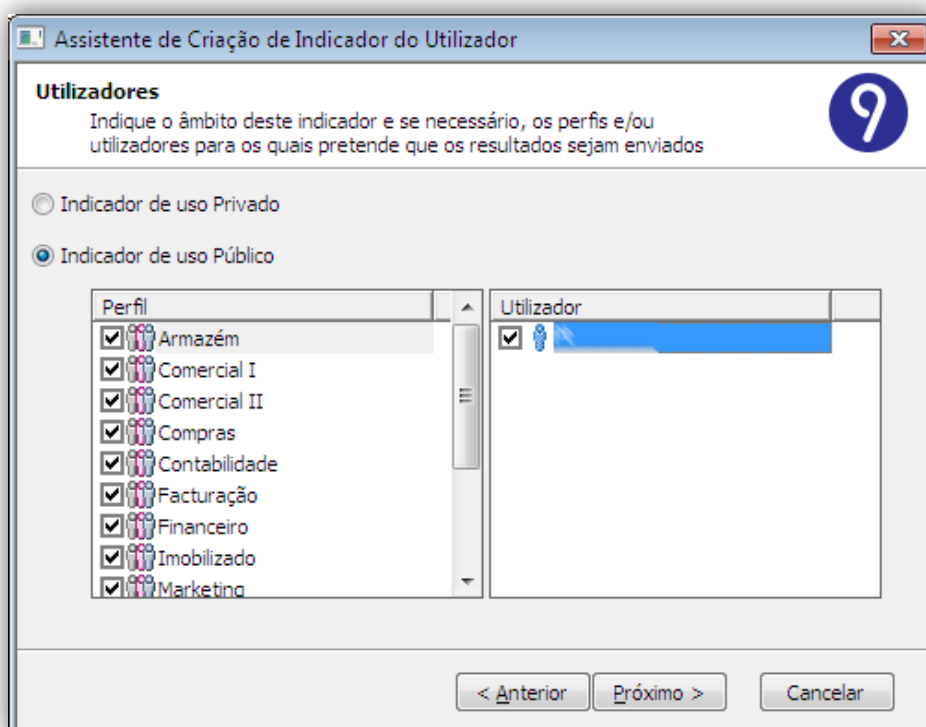 Assistente de Criação de Indicador do Utilizador
Utilizadores
Indique o âmbito deste indicador e se necessário, os perfis e/ou
utilizadores para os quais pretende que os resultados sejam enviados
9
Indicador de uso Privado
Indicador de uso Público
Perfil
Utilizador
Armazém
Comercial I
Comercial II
Compras
Contabilidade
Facturação
Financeiro
Imobilizado
Marketing
< Anterior
Próximo >
Cancelar